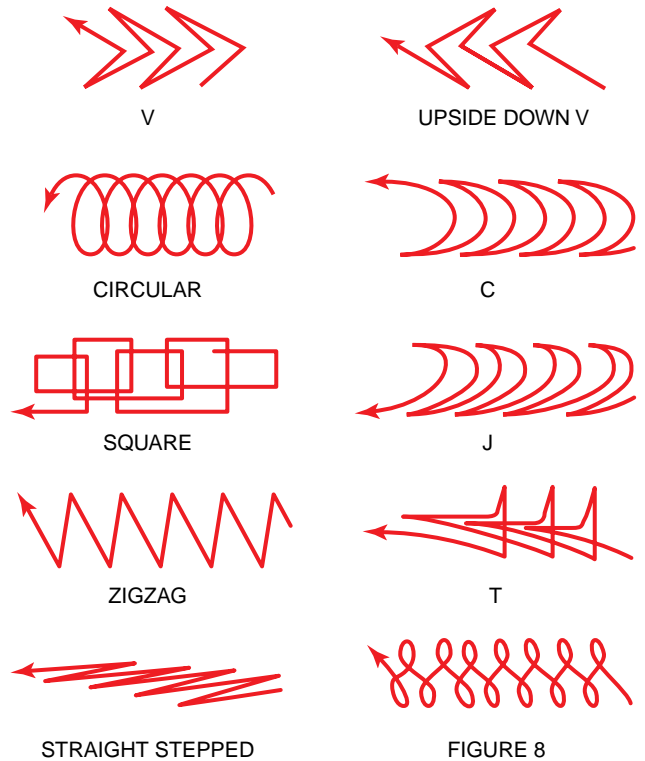 V
UPSIDE DOWN V
CIRCULAR
C
SQUARE
J
ZIGZAG
T
STRAIGHT STEPPED
FIGURE 8